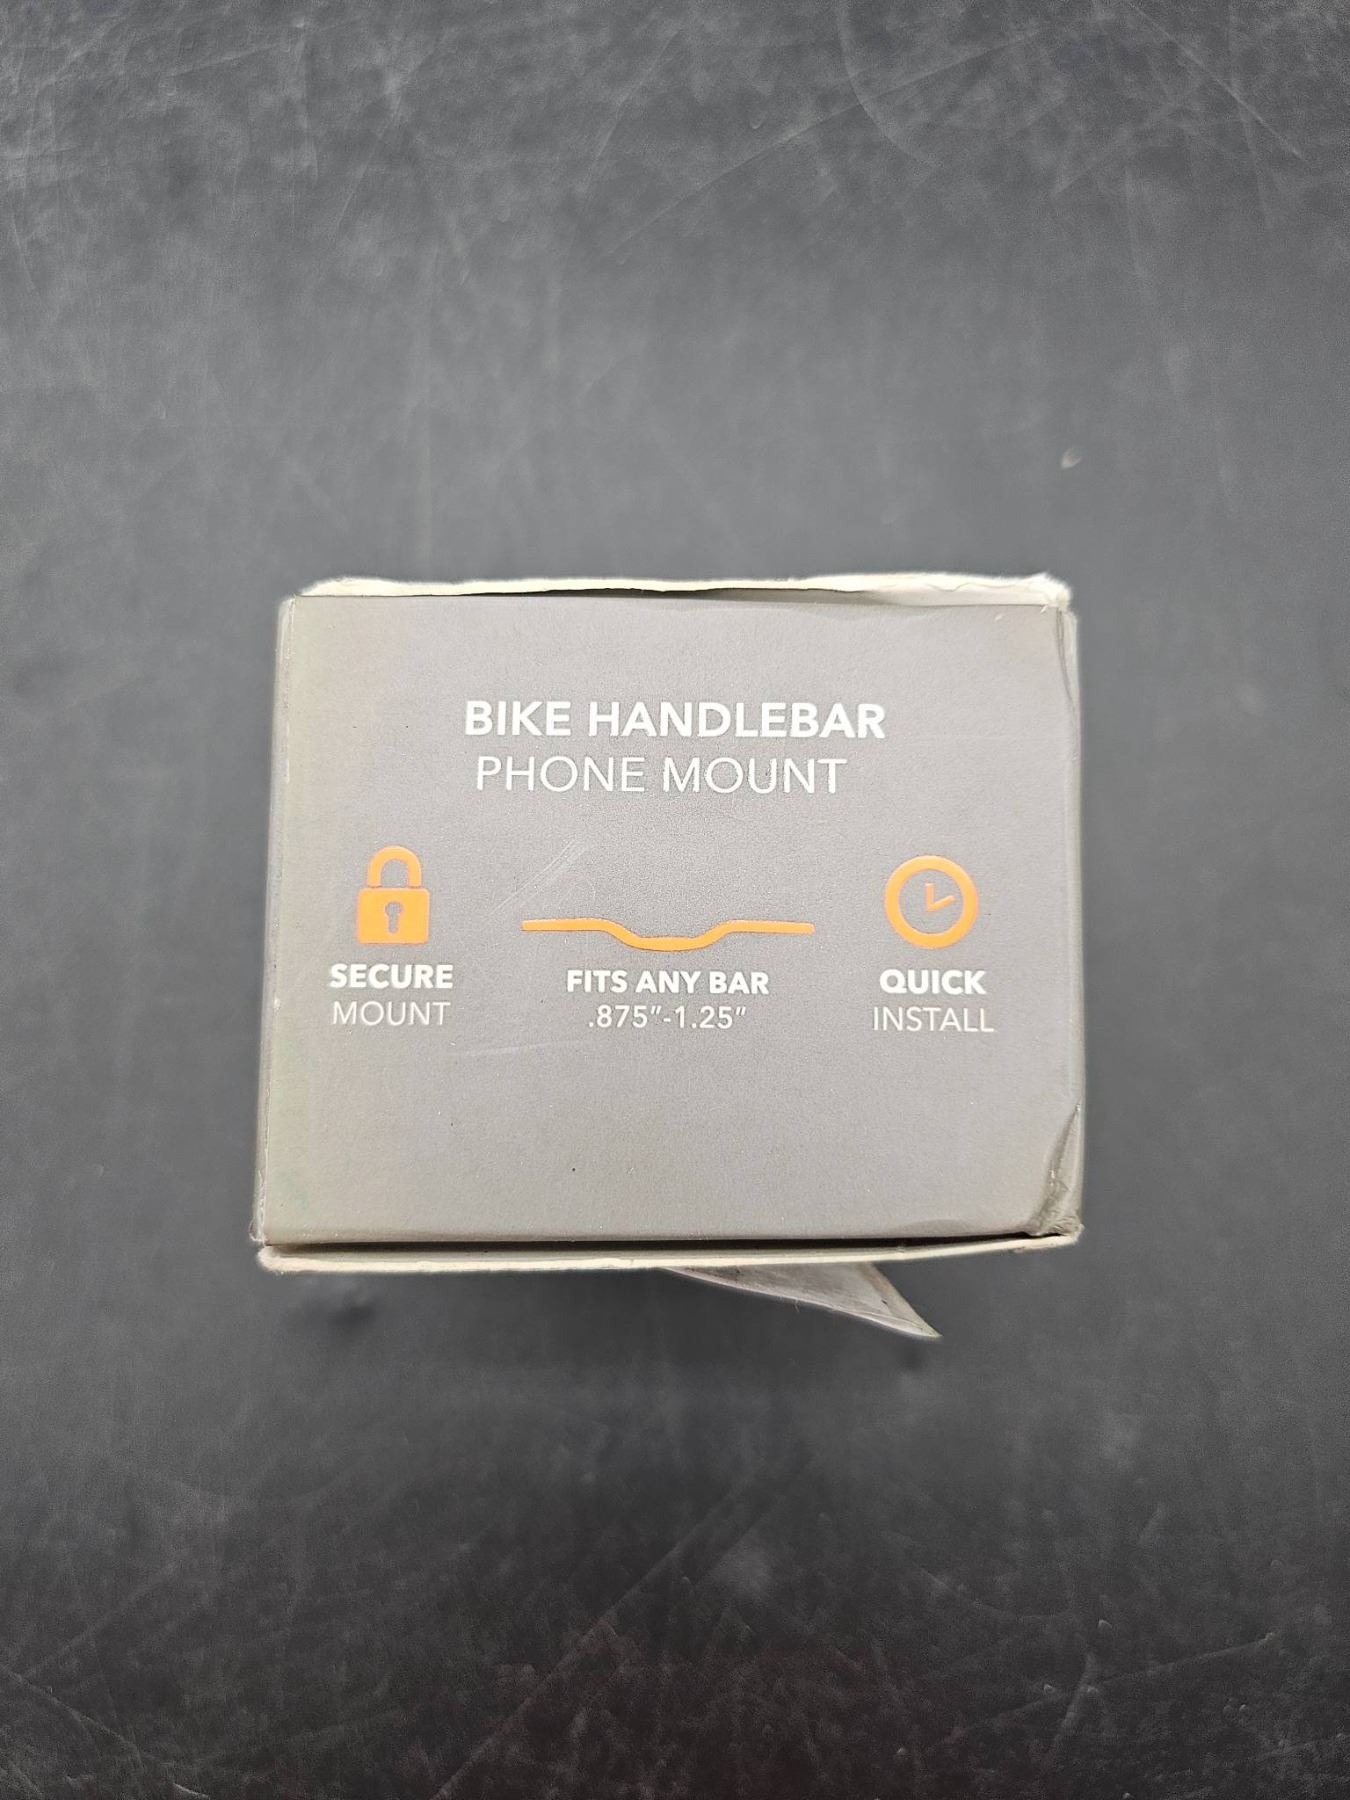 BIKE HANDLEBAR
PHONE MOUNT
SECURE
MOUNT
FITS ANY BAR
.875"-1.25"
QUICK
INSTALL